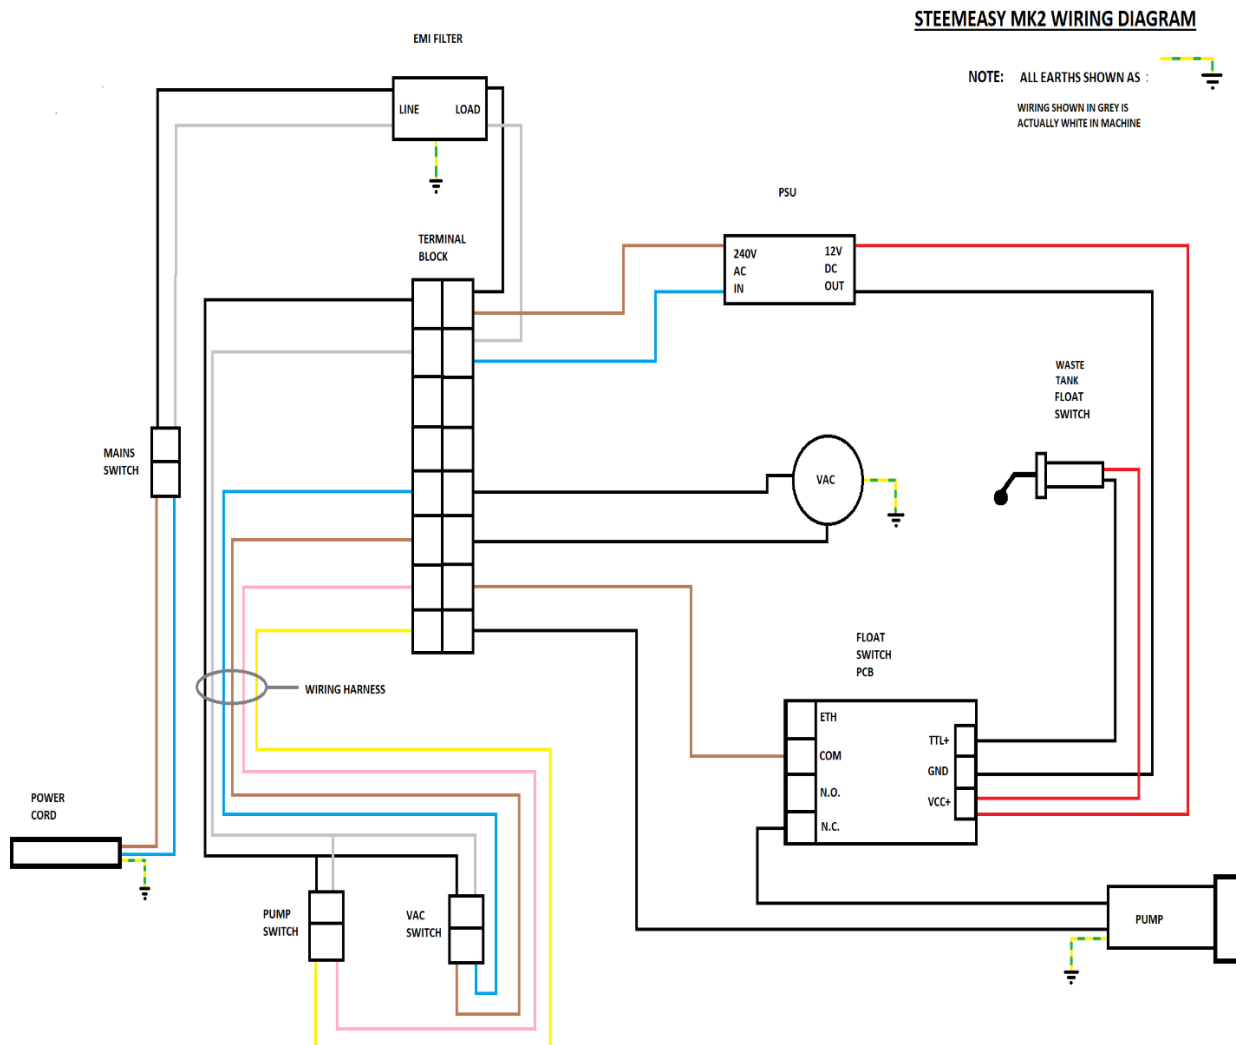 STEEMEASY MK2 WIRING DIAGRAM
EMI FILTER
NOTE: ALL EARTHS SHOWN AS :
WIRING SHOWN IN GREY IS
ACTUALLY WHITE IN MACHINE
LINE LOAD
PSU
TERMINAL
BLOCK
240V
AC
IN
12V
DC
OUT
WASTE
TANK
FLOAT
SWITCH
MAINS
SWITCH
VAC
FLOAT
SWITCH
PCB
WIRING HARNESS
ETH
COM
N.O.
N.C.
TTL+
GND
VCC+
POWER
CORD
PUMP
SWITCH
VAC
SWITCH
PUMP